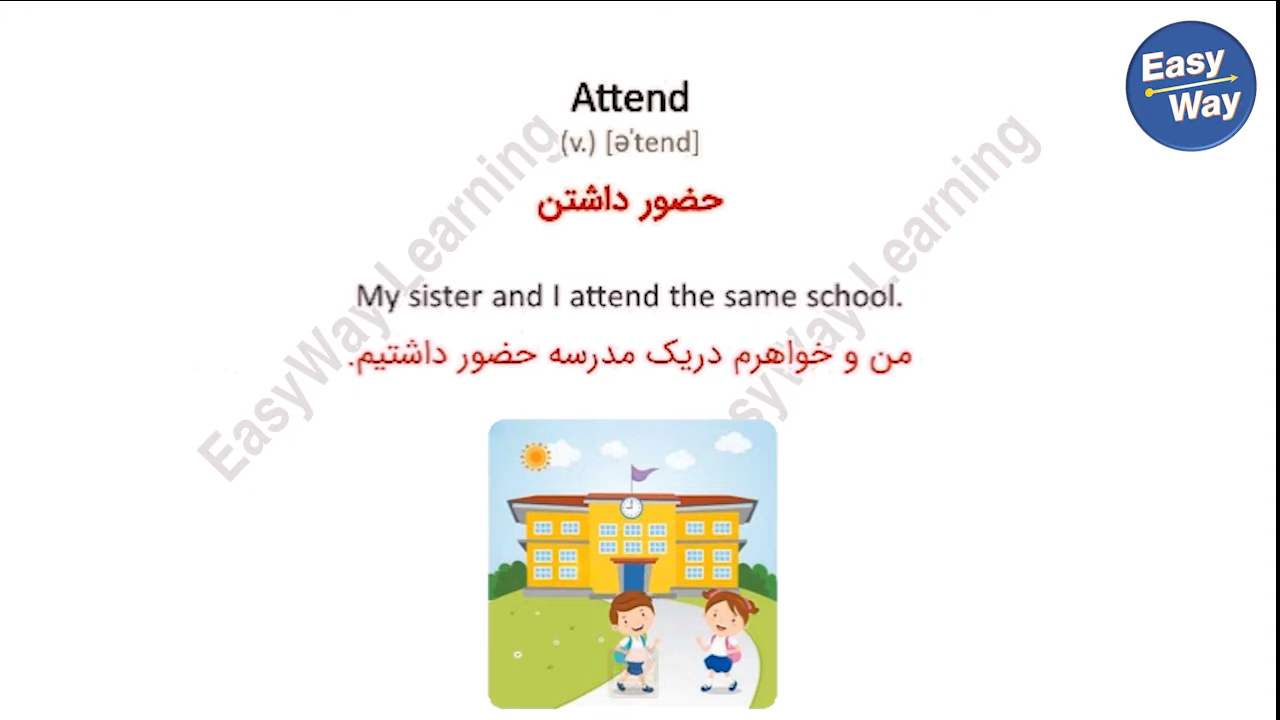 Easy
Way
Attend
(v.) [ə'tend]
حضور داشتن
My sister and I attend the same school.
من و خواهرم دریک مدرسه حضور داشتیم.
EasyWay Learning
EasyWay Learning